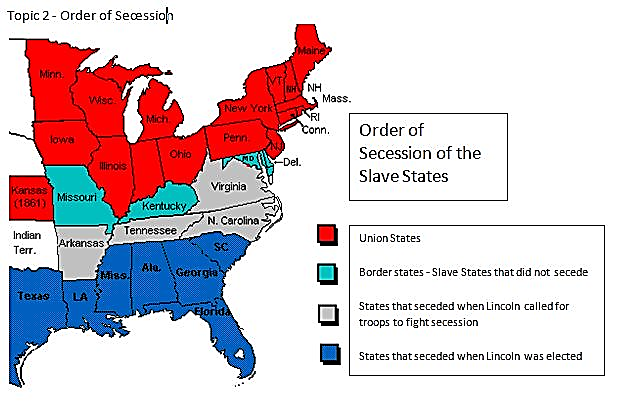 Topic 2 - Order of Secession
Maine
Minn.
VT
NH
NH
Wisc.
Mass.
Mich.
New York
RI
Conn.
Iowa
Penn.
NJ
Ohio
Illinois
MD
Del.
Kansas
(1861)
Missouri
Virginia
Kentucky
N. Carolina
Indian
Terr.
Tennessee
Arkansas
SC
Miss.
Ala.
Georgia
Texas
LA
Florida
Order of
Secession of the
Slave States
Union States
Border states - Slave States that did not secede
States that seceded when Lincoln called for
troops to fight secession
States that seceded when Lincoln was elected